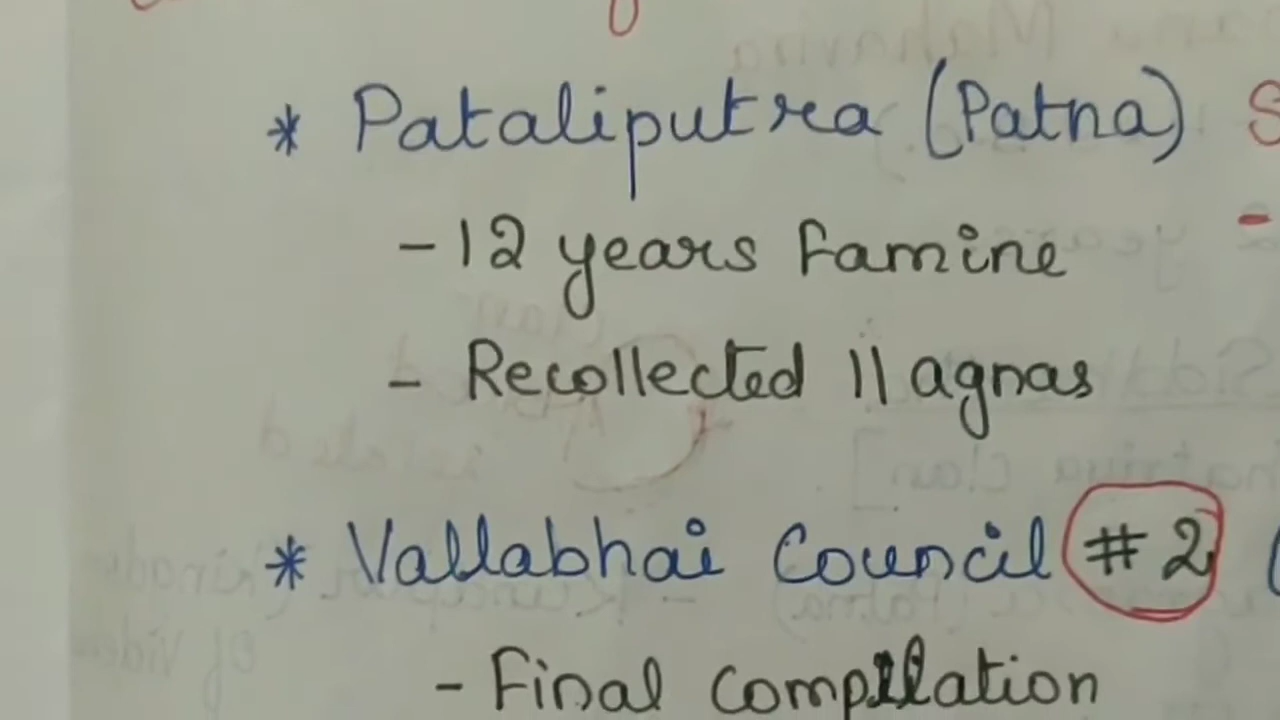 * Pataliputra (Patna) S
- 12 years Famine -
- Recollected 11 agnas
* Vallabhai Council #2 (
- Final compilation